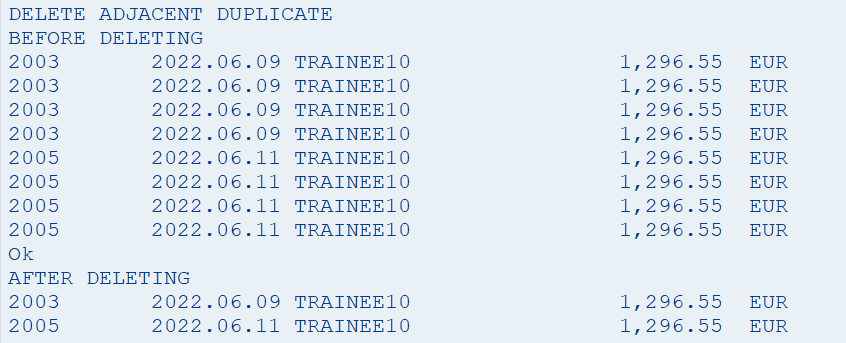 DELETE ADJACENT DUPLICATE
BEFORE DELETING
2003 2022.06.09 TRAINEE10 1,296.55 EUR
2003 2022.06.09 TRAINEE10 1,296.55 EUR
2003 2022.06.09 TRAINEE10 1,296.55 EUR
2003 2022.06.09 TRAINEE10 1,296.55 EUR
2005 2022.06.11 TRAINEE10 1,296.55 EUR
2005 2022.06.11 TRAINEE10 1,296.55 EUR
2005 2022.06.11 TRAINEE10 1,296.55 EUR
2005 2022.06.11 TRAINEE10 1,296.55 EUR
Ok
AFTER DELETING
2003 2022.06.09 TRAINEE10 1,296.55 EUR
2005 2022.06.11 TRAINEE10 1,296.55 EUR